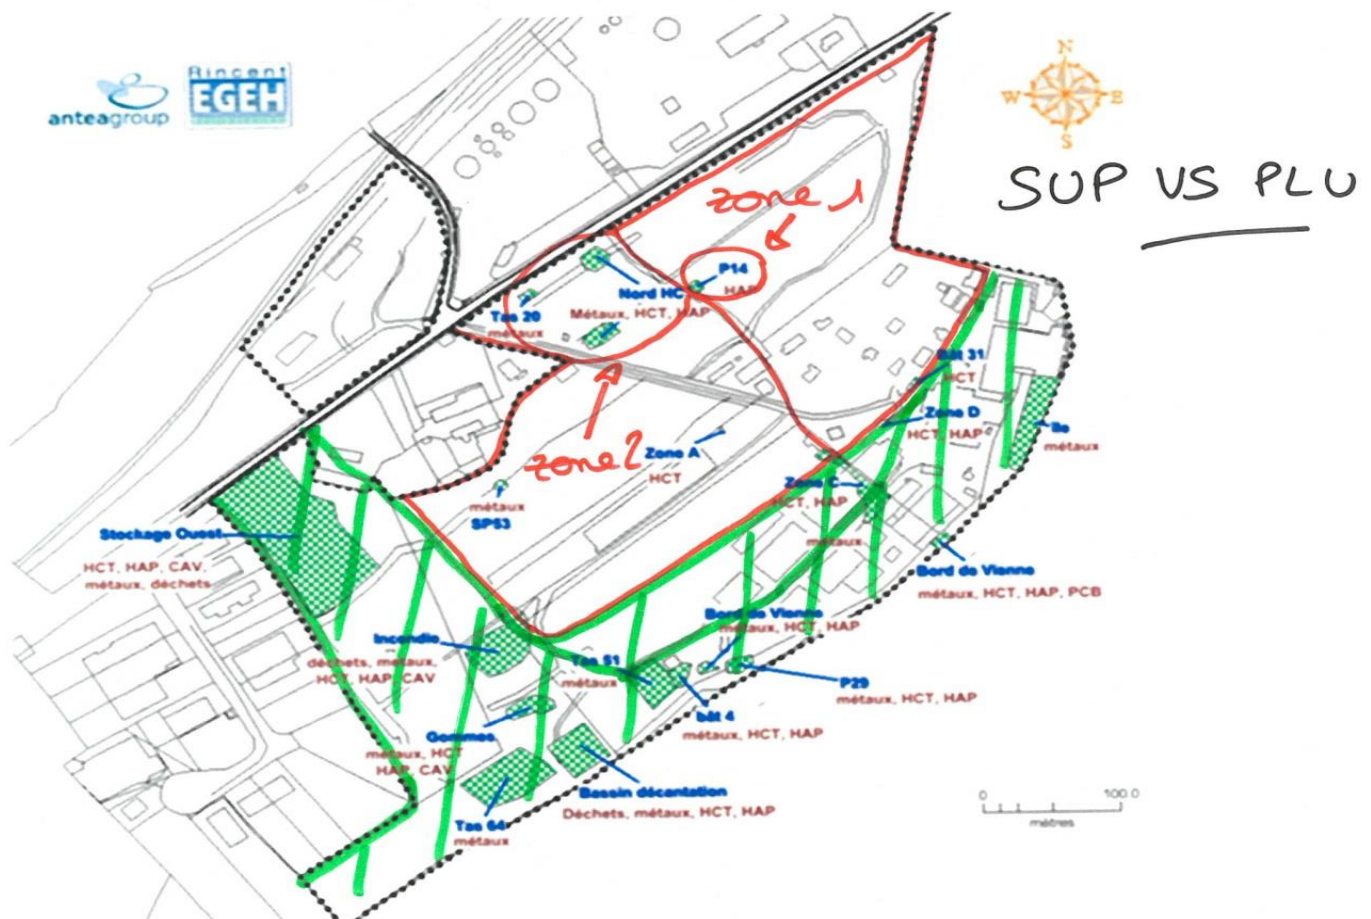 Rincent
EGEH
anteagroup
N
W E
S
SUP VS PLU
zone 1
P14
HAP
Nord HC
Métaux, HCT, HAP
Tas 20
métaux
Bât 31
HCT
Zone D
HCT, HAP
Ile
métaux
zone 2
Zone A
HCT
Zone C
HCT, HAP
métaux
métaux
SP53
Stockage Ouest
HCT, HAP, CAV,
métaux, déchets
Bord de Vienne
métaux, HCT, HAP, PCB
Bord de Vienne
métaux, HCT, HAP
Incendie
déchets, métaux,
HCT, HAP, CAV
Tas 51
métaux
P29
métaux, HCT, HAP
bât 4
métaux, HCT, HAP
Gommes
métaux, HCT
HAP, CAV
Bassin décantation
Déchets, métaux, HCT, HAP
Tas 64
métaux
0 100.0
mètres